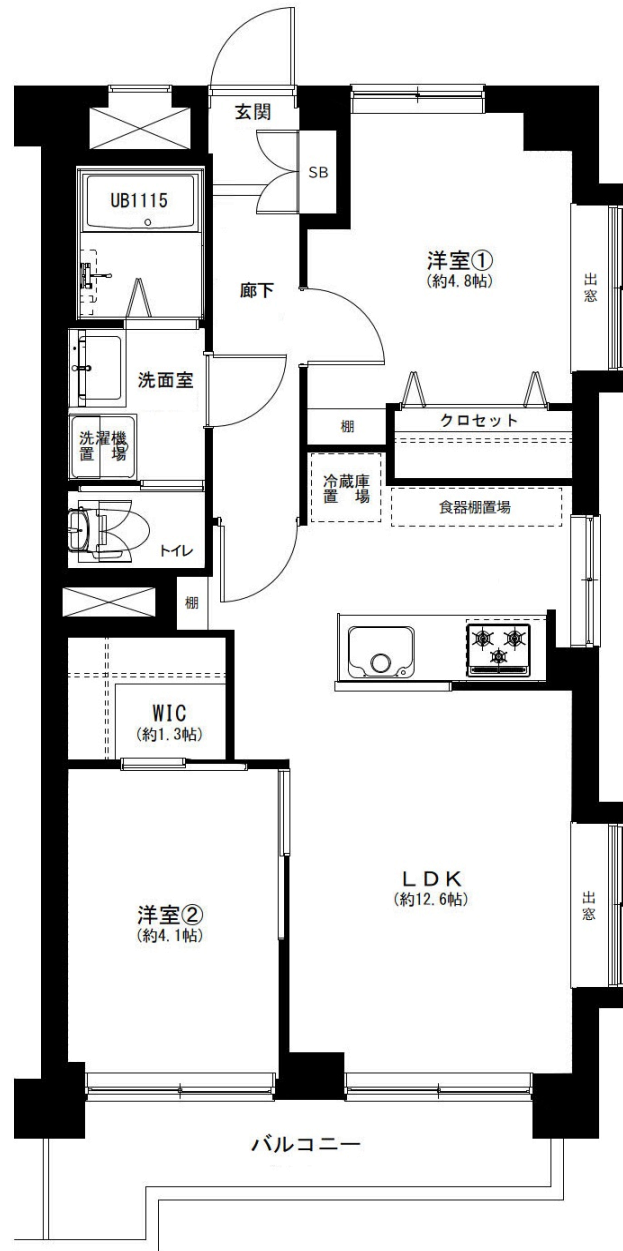 玄関
SB
UB1115
洋室①
(約4.8帖)
出窓
廊下
洗面室
棚
クロセット
洗濯機
置場
冷蔵庫
置場
食器棚置場
トイレ
棚
WIC
(約1.3帖)
LDK
(約12.6帖)
出窓
洋室②
(約4.1帖)
バルコニー